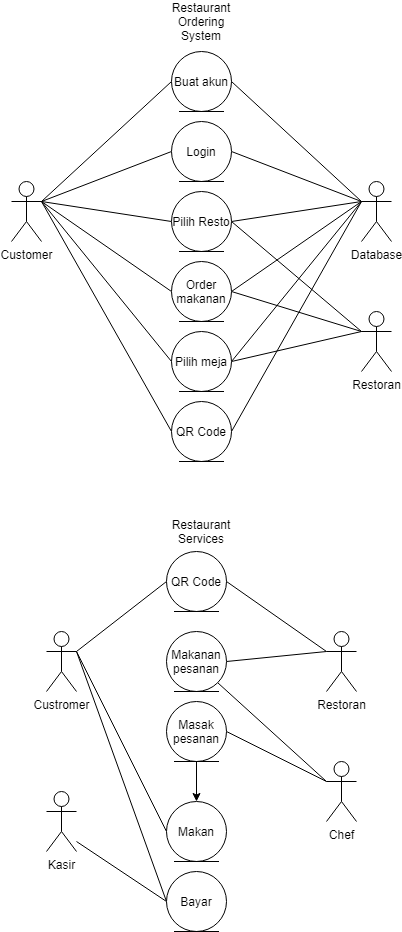 Restaurant
Ordering
System
Buat akun
Login
Pilih Resto
Order
makanan
Pilih meja
QR Code
Customer
Database
Restoran
Restaurant
Services
QR Code
Makanan
pesanan
Masak
pesanan
Makan
Bayar
Custromer
Kasir
Restoran
Chef